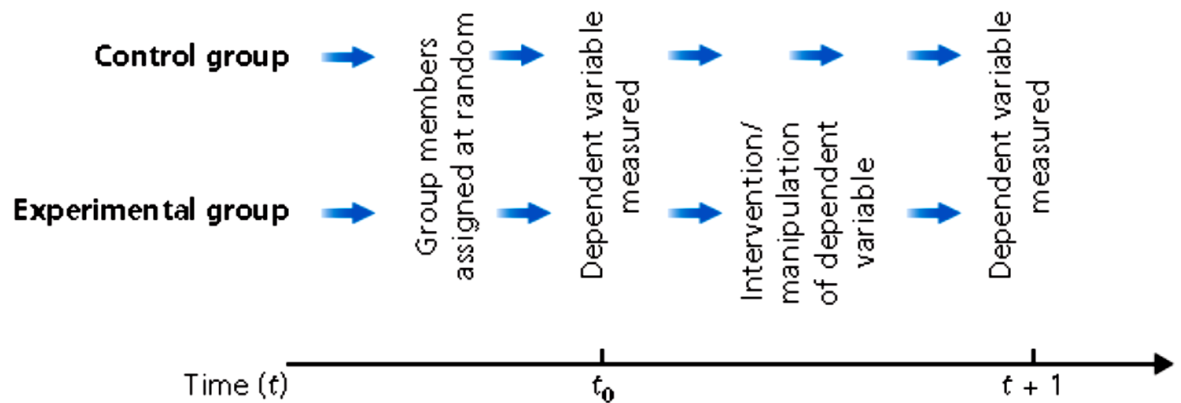 Control group
Experimental group
Group members
assigned at random
Dependent variable
measured
Intervention/
manipulation
of dependent
variable
Dependent variable
measured
Time (t)
t0
t + 1